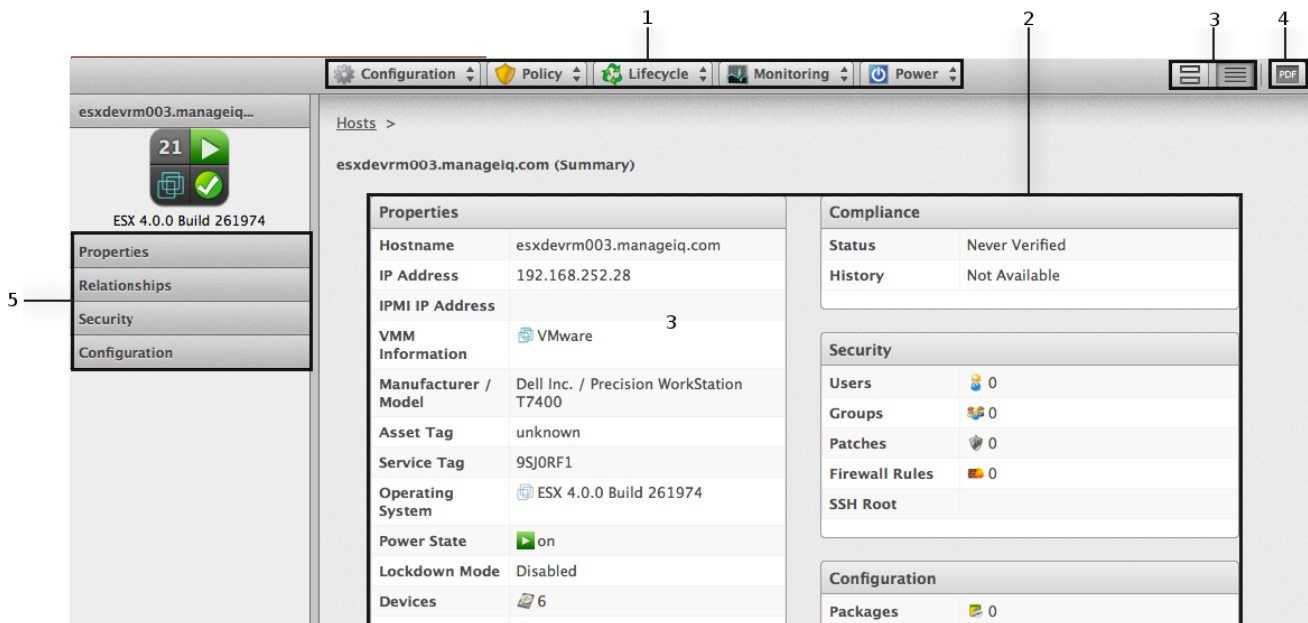 1
2
3
4
Configuration
Policy
Lifecycle
Monitoring
Power
PDF
esxdevrm003.manageiq...
21
ESX 4.0.0 Build 261974
5
Properties
Relationships
Security
Configuration
Hosts >
esxdevrm003.manageiq.com (Summary)
Properties
Hostname esxdevrm003.manageiq.com
IP Address 192.168.252.28
IPMI IP Address
3
VMM Information VMware
Manufacturer / Model Dell Inc. / Precision WorkStation T7400
Asset Tag unknown
Service Tag 9SJ0RF1
Operating System ESX 4.0.0 Build 261974
Power State on
Lockdown Mode Disabled
Devices 6
Compliance
Status Never Verified
History Not Available
Security
Users 0
Groups 0
Patches 0
Firewall Rules 0
SSH Root
Configuration
Packages 0